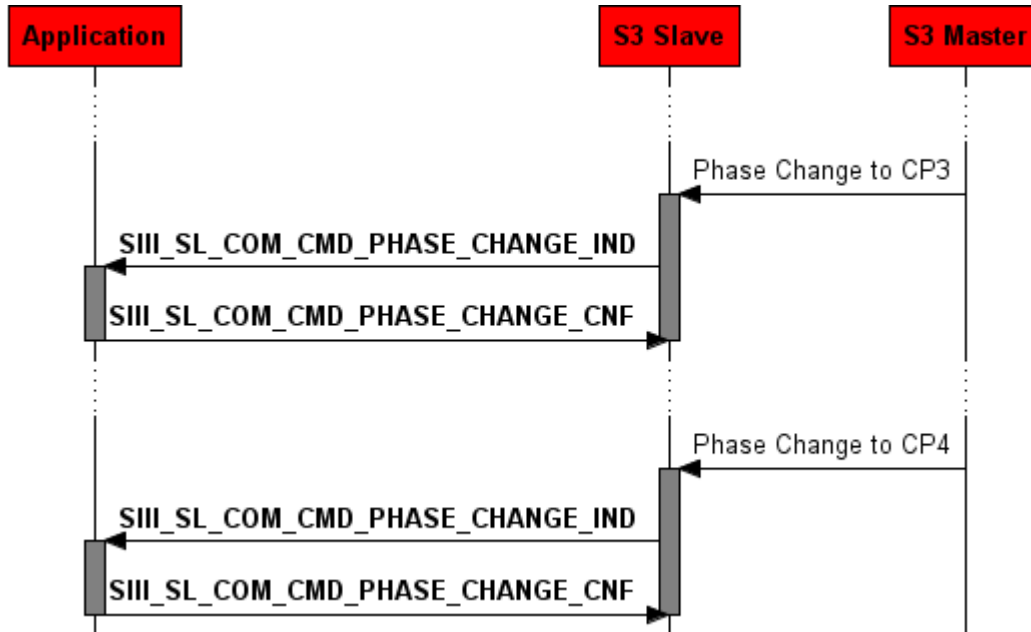 Application
S3 Slave
S3 Master
Phase Change to CP3
SIII_SL_COM_CMD_PHASE_CHANGE_IND
SIII_SL_COM_CMD_PHASE_CHANGE_CNF
Phase Change to CP4
SIII_SL_COM_CMD_PHASE_CHANGE_IND
SIII_SL_COM_CMD_PHASE_CHANGE_CNF